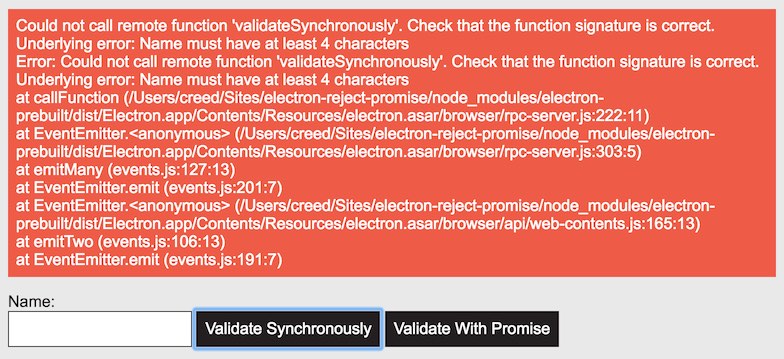 Could not call remote function 'validateSynchronously'. Check that the function signature is correct.
Underlying error: Name must have at least 4 characters
Error: Could not call remote function 'validateSynchronously'. Check that the function signature is correct.
Underlying error: Name must have at least 4 characters
at callFunction (/Users/creed/Sites/electron-reject-promise/node_modules/electron-
prebuilt/dist/Electron.app/Contents/Resources/electron.asar/browser/rpc-server.js:222:11)
at EventEmitter.<anonymous> (/Users/creed/Sites/electron-reject-promise/node_modules/electron-
prebuilt/dist/Electron.app/Contents/Resources/electron.asar/browser/rpc-server.js:303:5)
at emitMany (events.js:127:13)
at EventEmitter.emit (events.js:201:7)
at EventEmitter.<anonymous> (/Users/creed/Sites/electron-reject-promise/node_modules/electron-
prebuilt/dist/Electron.app/Contents/Resources/electron.asar/browser/api/web-contents.js:165:13)
at emitTwo (events.js:106:13)
at EventEmitter.emit (events.js:191:7)
Name:
Validate Synchronously Validate With Promise